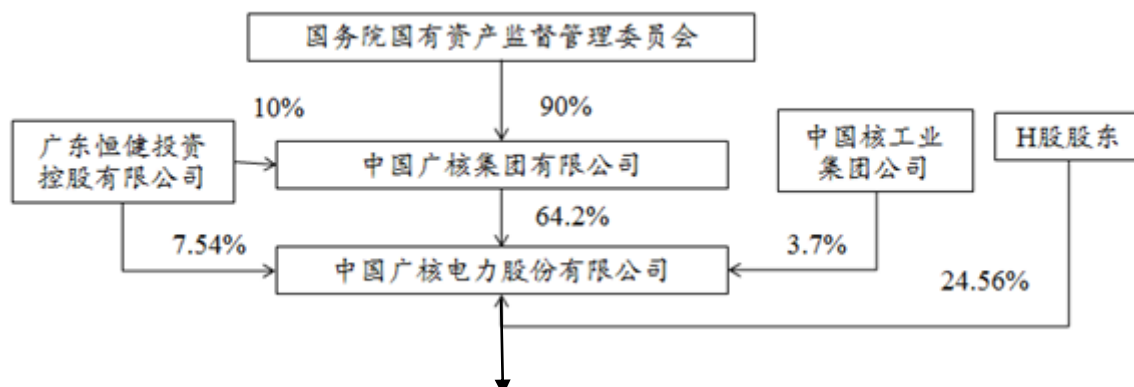 国务院国有资产监督管理委员会
10%
90%
广东恒健投资
控股有限公司
中国广核集团有限公司
中国核工业
集团公司
H股股东
7.54%
64.2%
3.7%
中国广核电力股份有限公司
24.56%